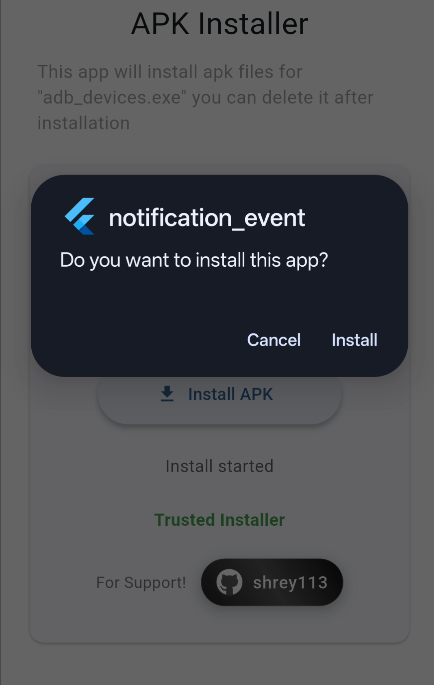 APK Installer
This app will install apk files for
"adb_devices.exe" you can delete it after
installation
notification_event
Do you want to install this app?
Cancel Install
Install APK
Install started
Trusted Installer
For Support! shrey113